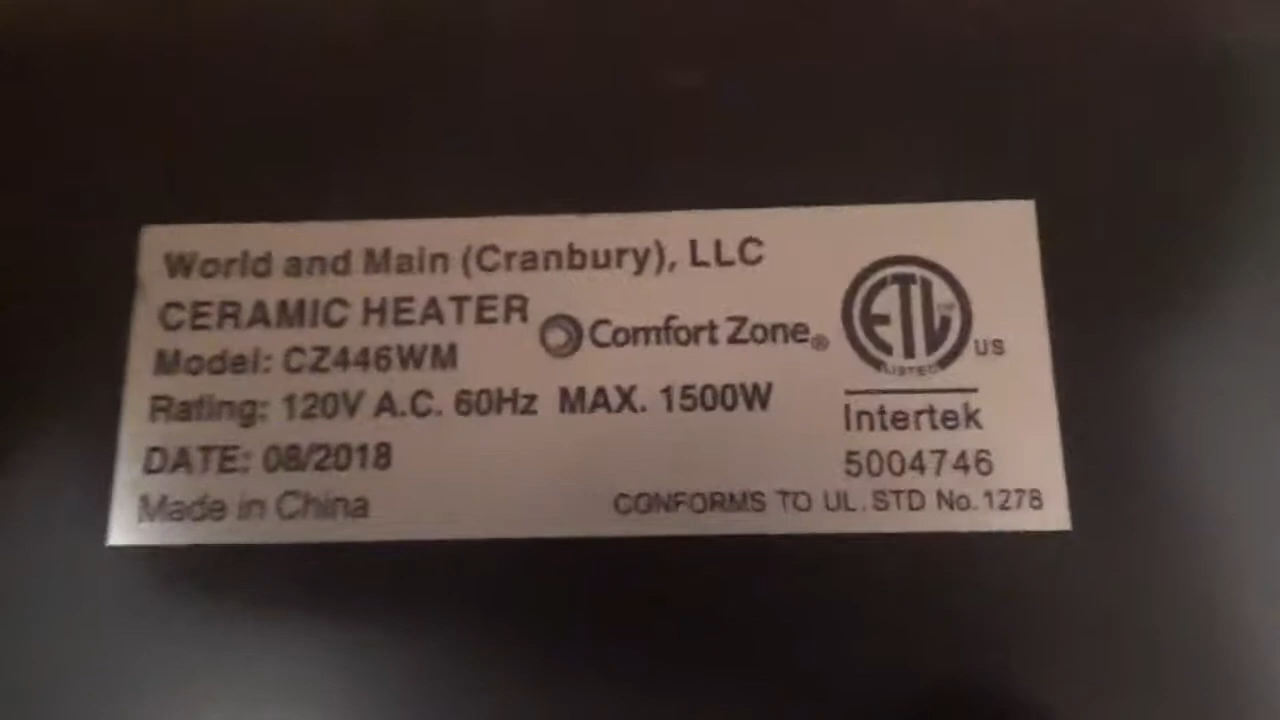 World and Main (Cranbury), LLC
CERAMIC HEATER
Comfort Zone®
Model: CZ446WM
Rating: 120V A.C. 60Hz MAX. 1500W
DATE: 08/2018
Made in China
ETL
LISTED
US
Intertek
5004746
CONFORMS TO UL. STD No. 1278